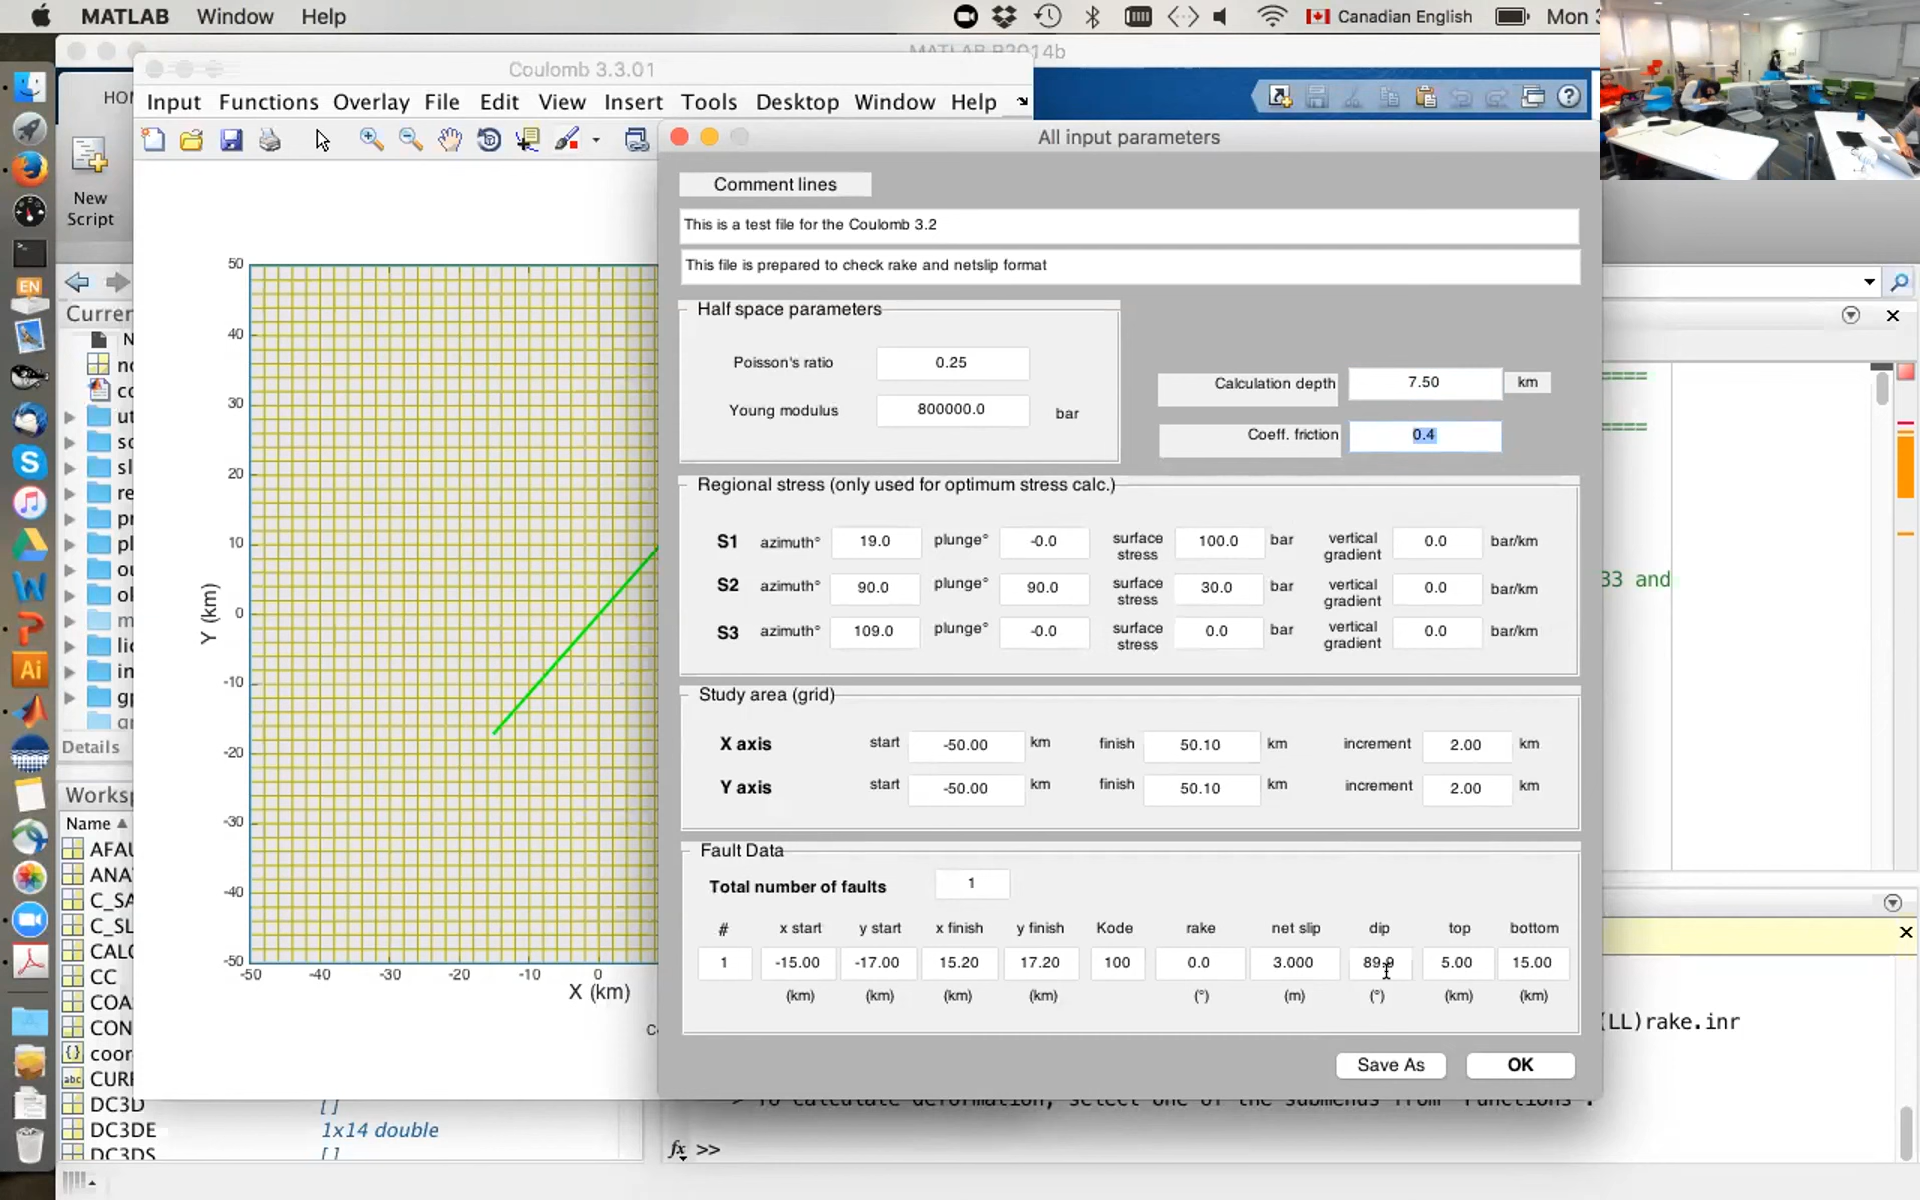 MATLAB Window Help
Canadian English Mon
MATLAB R2014b
Coulomb 3.3.01
Input Functions Overlay File Edit View Insert Tools Desktop Window Help
New
Script
All input parameters
Comment lines
This is a test file for the Coulomb 3.2
This file is prepared to check rake and netslip format
Half space parameters
Poisson's ratio 0.25
Young modulus 800000.0 bar
Calculation depth 7.50 km
Coeff. friction 0.4
Regional stress (only used for optimum stress calc.)
S1 azimuth° 19.0 plunge° -0.0 surface stress 100.0 bar vertical gradient 0.0 bar/km
S2 azimuth° 90.0 plunge° 90.0 surface stress 30.0 bar vertical gradient 0.0 bar/km
S3 azimuth° 109.0 plunge° -0.0 surface stress 0.0 bar vertical gradient 0.0 bar/km
Study area (grid)
X axis start -50.00 km finish 50.10 km increment 2.00 km
Y axis start -50.00 km finish 50.10 km increment 2.00 km
Fault Data
Total number of faults 1
# x start y start x finish y finish Kode rake net slip dip top bottom
1 -15.00 -17.00 15.20 17.20 100 0.0 3.000 89.9 5.00 15.00
(km) (km) (km) (km) (°) (m) (°) (km) (km)
Save As OK
50
40
30
20
10
0
-10
-20
-30
-40
-50
-50 -40 -30 -20 -10 0
X (km)
Y (km)
EN
Details
Name
CC
DC3D []
DC3DE 1x14 double
DC3DS []
33 and
(LL)rake.inr
fx >>